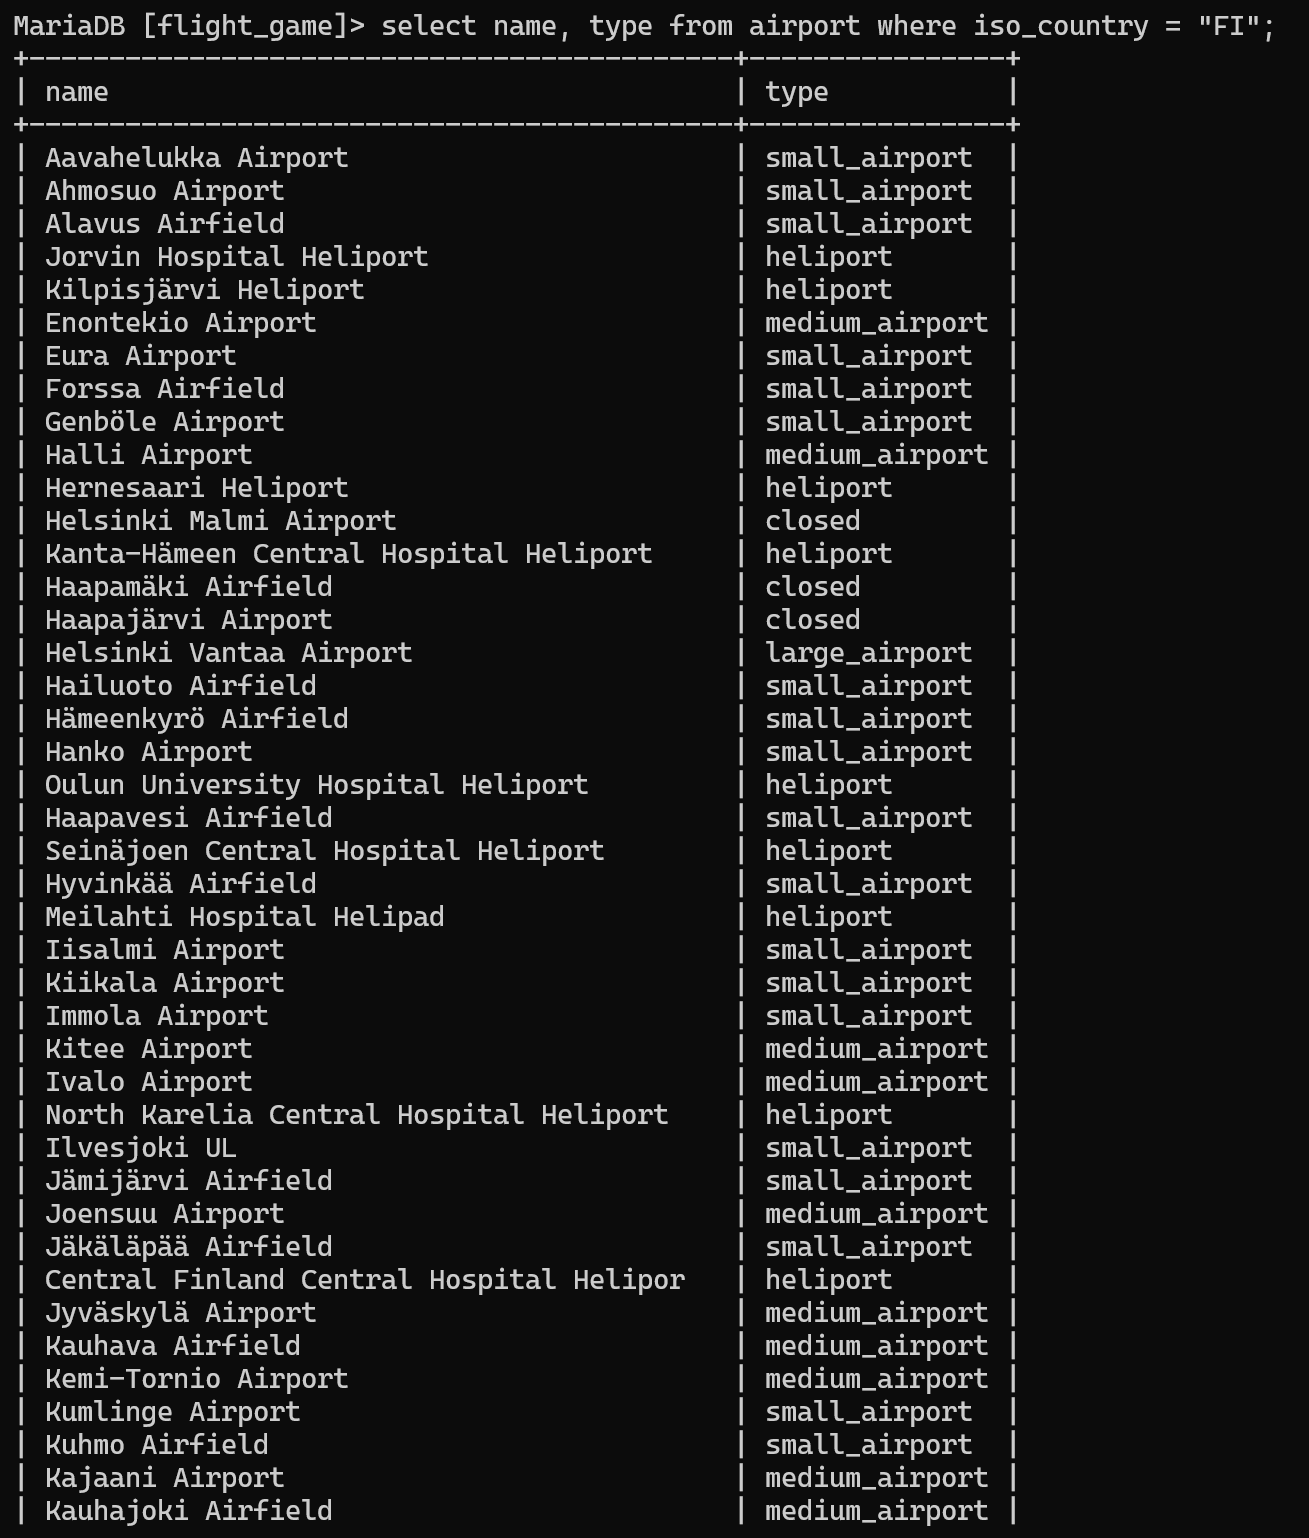 MariaDB [flight_game]> select name, type from airport where iso_country = "FI";
+--------------------------------------------+----------------+
| name                                       | type           |
+--------------------------------------------+----------------+
| Aavahelukka Airport                        | small_airport  |
| Ahmosuo Airport                            | small_airport  |
| Alavus Airfield                            | small_airport  |
| Jorvin Hospital Heliport                   | heliport       |
| Kilpisjärvi Heliport                       | heliport       |
| Enontekio Airport                          | medium_airport |
| Eura Airport                               | small_airport  |
| Forssa Airfield                            | small_airport  |
| Genböle Airport                            | small_airport  |
| Halli Airport                              | medium_airport |
| Hernesaari Heliport                        | heliport       |
| Helsinki Malmi Airport                     | closed         |
| Kanta-Hämeen Central Hospital Heliport     | heliport       |
| Haapamäki Airfield                         | closed         |
| Haapajärvi Airport                         | closed         |
| Helsinki Vantaa Airport                    | large_airport  |
| Hailuoto Airfield                          | small_airport  |
| Hämeenkyrö Airfield                        | small_airport  |
| Hanko Airport                              | small_airport  |
| Oulun University Hospital Heliport         | heliport       |
| Haapavesi Airfield                         | small_airport  |
| Seinäjoen Central Hospital Heliport        | heliport       |
| Hyvinkää Airfield                          | small_airport  |
| Meilahti Hospital Helipad                  | heliport       |
| Iisalmi Airport                            | small_airport  |
| Kiikala Airport                            | small_airport  |
| Immola Airport                             | small_airport  |
| Kitee Airport                              | medium_airport |
| Ivalo Airport                              | medium_airport |
| North Karelia Central Hospital Heliport    | heliport       |
| Ilvesjoki UL                               | small_airport  |
| Jämijärvi Airfield                         | small_airport  |
| Joensuu Airport                            | medium_airport |
| Jäkäläpää Airfield                         | small_airport  |
| Central Finland Central Hospital Helipor   | heliport       |
| Jyväskylä Airport                          | medium_airport |
| Kauhava Airfield                           | medium_airport |
| Kemi-Tornio Airport                        | medium_airport |
| Kumlinge Airport                           | small_airport  |
| Kuhmo Airfield                             | small_airport  |
| Kajaani Airport                            | medium_airport |
| Kauhajoki Airfield                         | medium_airport |